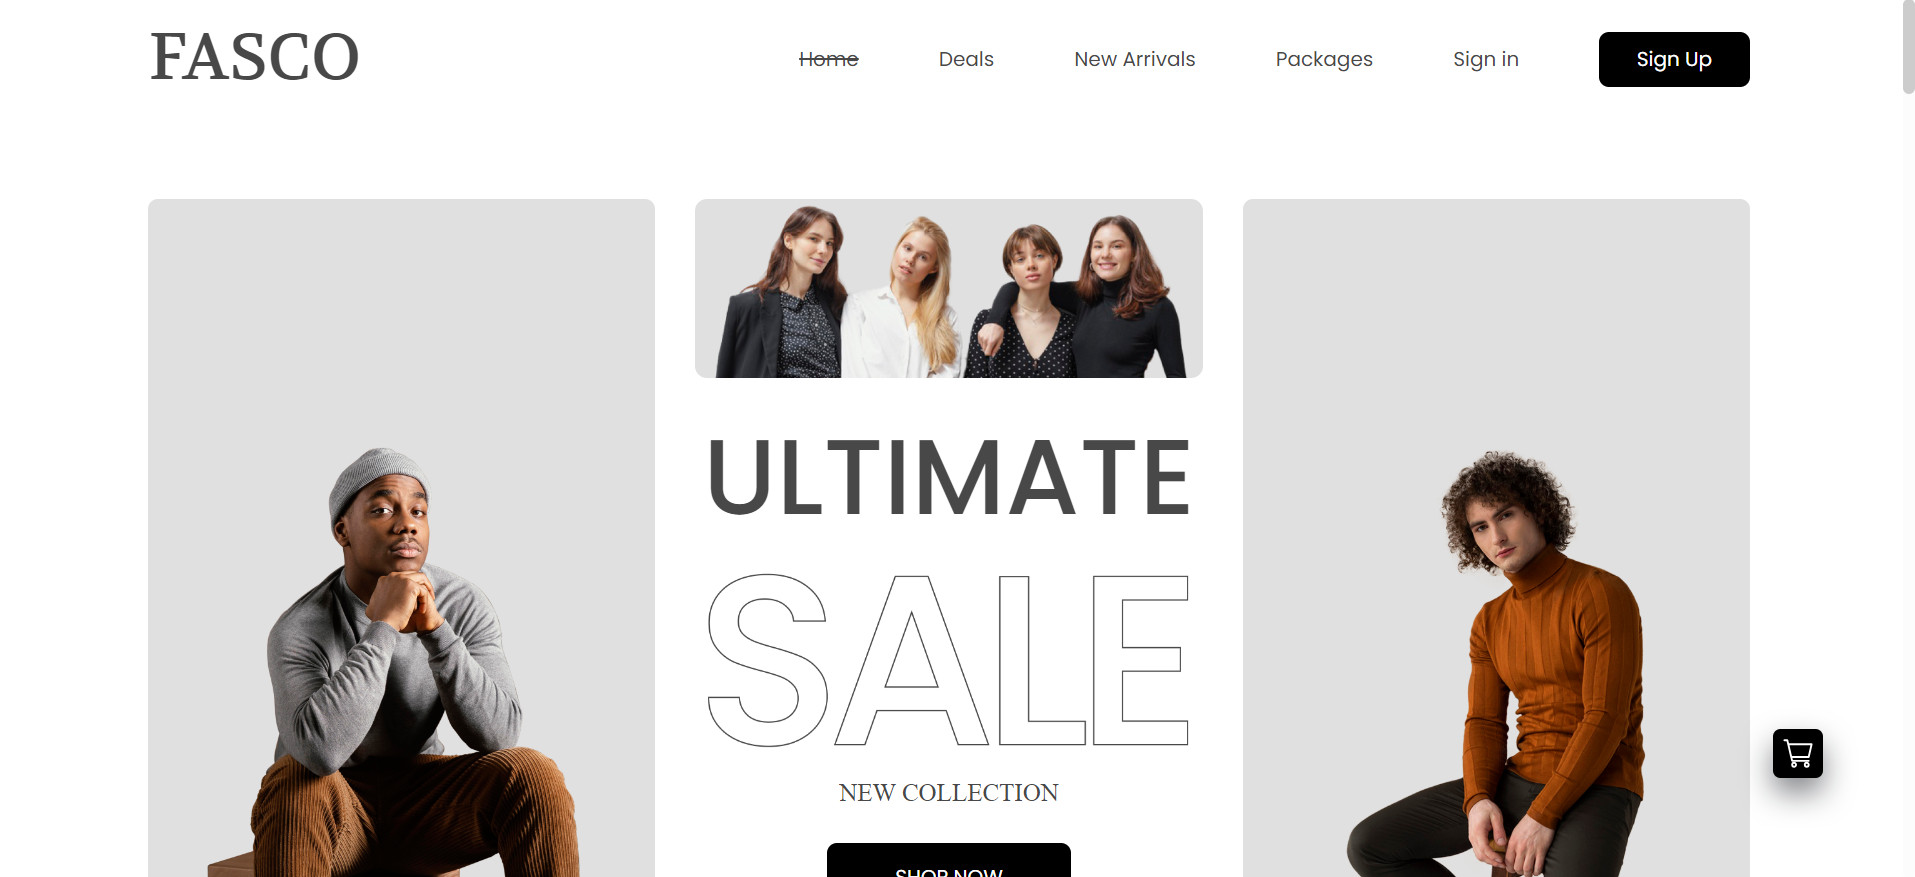 FASCO
Home Deals New Arrivals Packages Sign in Sign Up
ULTIMATE
SALE
NEW COLLECTION
SHOP NOW